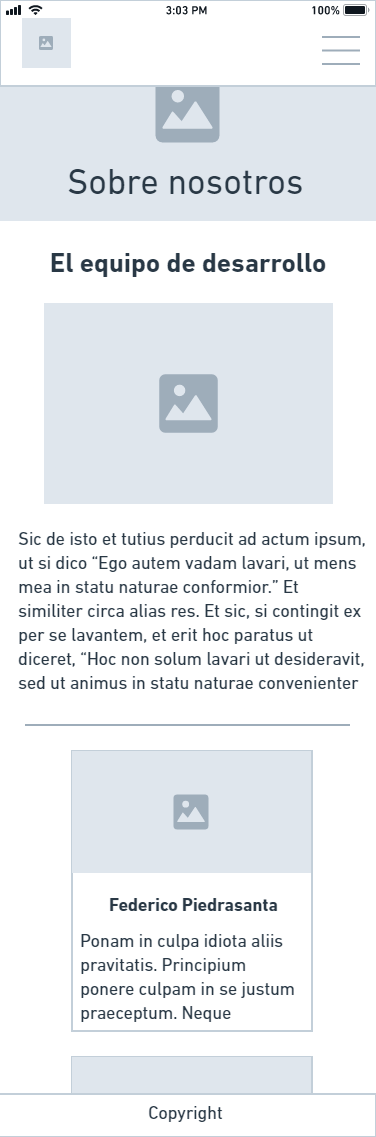 3:03 PM
100%
Sobre nosotros
El equipo de desarrollo
Sic de isto et tutius perducit ad actum ipsum,
ut si dico “Ego autem vadam lavari, ut mens
mea in statu naturae conformior.” Et
similiter circa alias res. Et sic, si contingit ex
per se lavantem, et erit hoc paratus ut
diceret, “Hoc non solum lavari ut desideravit,
sed ut animus in statu naturae convenienter
Federico Piedrasanta
Ponam in culpa idiota aliis
pravitatis. Principium
ponere culpam in se justum
praeceptum. Neque
Copyright